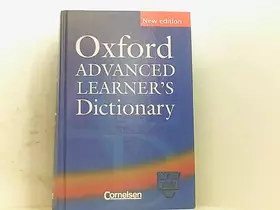 New edition
Oxford
ADVANCED
LEARNER'S
Dictionary
Cornelsen